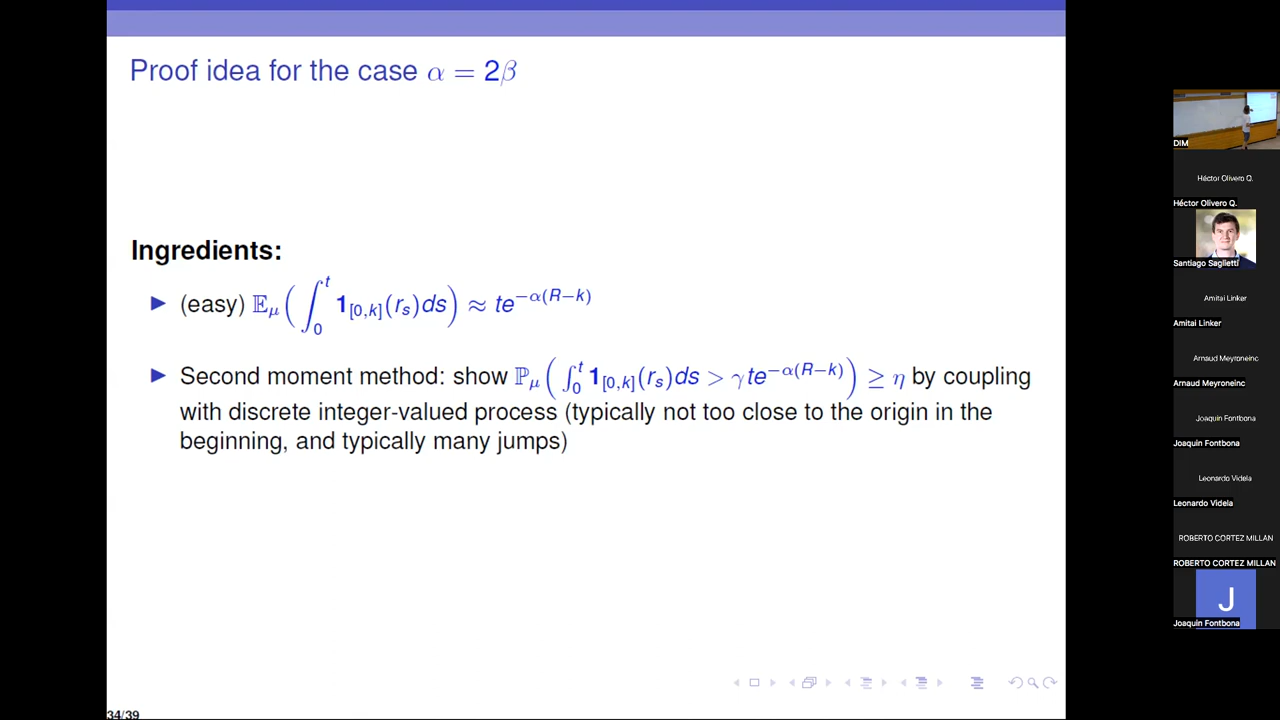 Proof idea for the case α = 2β
Ingredients:
(easy) 𝔼_μ(∫_0^t 1_{[0,k]}(r_s)ds) ≈ te^{−α(R−k)}
Second moment method: show ℙ_μ(∫_0^t 1_{[0,k]}(r_s)ds > γte^{−α(R−k)}) ≥ η by coupling
with discrete integer-valued process (typically not too close to the origin in the
beginning, and typically many jumps)
34/39
DIM
Héctor Olivero Q.
Héctor Olivero Q.
Santiago Saglietti
Amitai Linker
Amitai Linker
Arnaud Meyroneinc
Arnaud Meyroneinc
Joaquin Fontbona
Joaquin Fontbona
Leonardo Videla
Leonardo Videla
ROBERTO CORTEZ MILLAN
ROBERTO CORTEZ MILLAN
J
Joaquin Fontbona